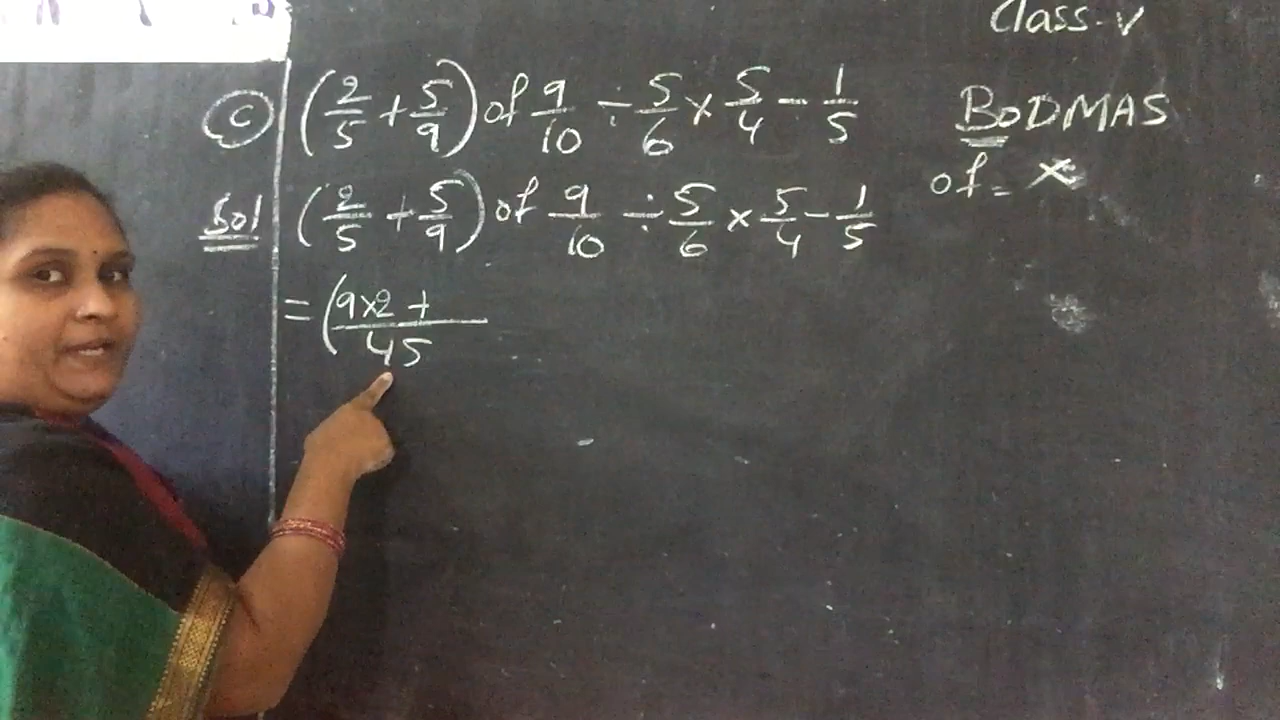 Class-V
(c) (2/5 + 5/9) of 9/10 ÷ 5/6 × 5/4 - 1/5
BODMAS
of = ×
Sol (2/5 + 5/9) of 9/10 ÷ 5/6 × 5/4 - 1/5
= (9×2 + / 45